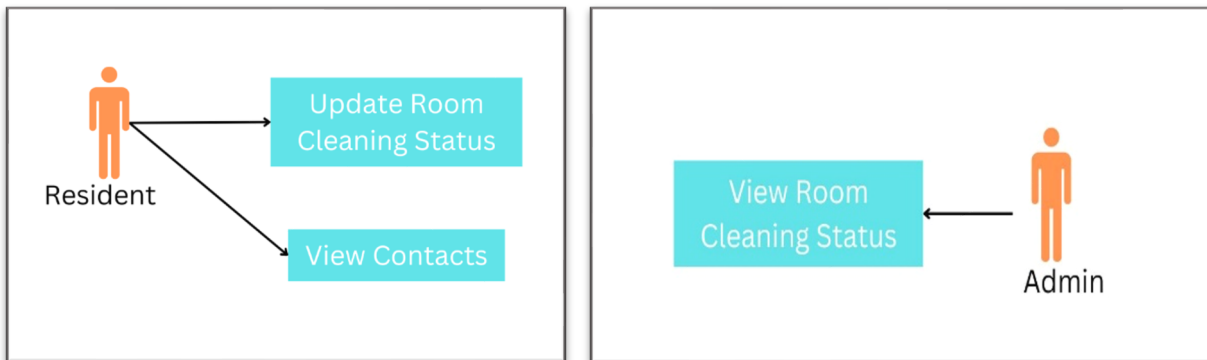 Update Room
Cleaning Status
Resident
View Contacts
View Room
Cleaning Status
Admin